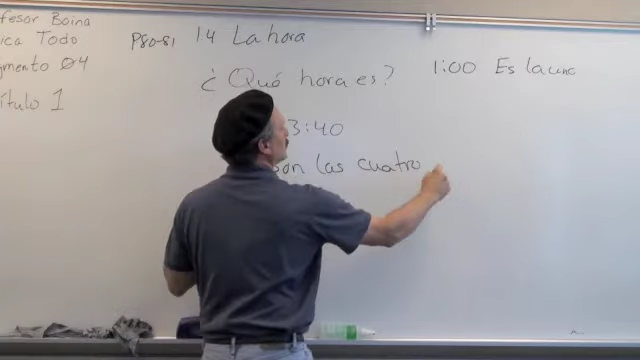 fesor Boina
ica Todo
gmento 04
ítulo 1
P80-81 14 La hora
¿Qué hora es?
3:40
son las cuatro
1:00 Es la una